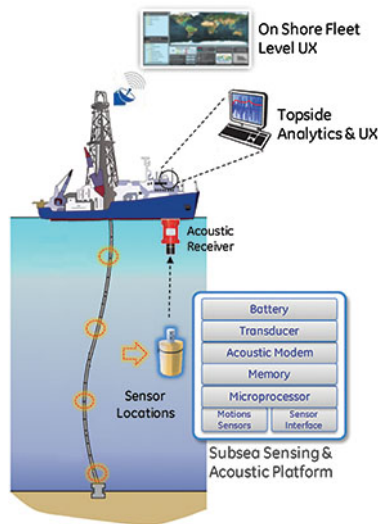 On Shore Fleet
Level UX
Topside
Analytics & UX
Acoustic
Receiver
Sensor
Locations
Battery
Transducer
Acoustic Modem
Memory
Microprocessor
Motions
Sensors
Sensor
Interface
Subsea Sensing &
Acoustic Platform